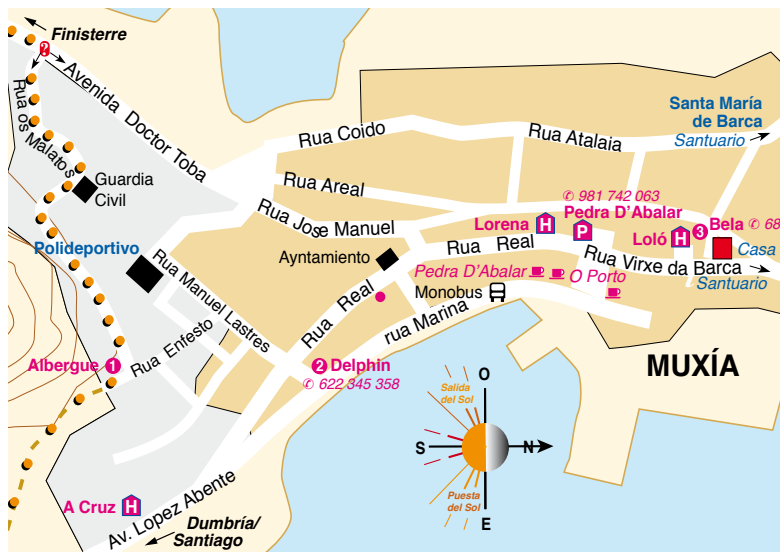 Finisterre
?
Avenida Doctor Toba
Rua os Malatos
Guardia
Civil
Polideportivo
Rua Coido
Rua Atalaia
Santa María
de Barca
Santuario
Rua Areal
Rua Jose Manuel
Ayntamiento
✆ 981 742 063
Pedra D'Abalar
Lorena
H
P
Loló
H
3
Bela ✆ 68
Casa
Rua Real
Rua Virxe da Barca
Santuario
Pedra D'Abalar
O Porto
Monobus
Rua Manuel Lastres
Rua Real
rua Marina
Albergue 1
Rua Enfesto
2 Delphin
✆ 622 345 358
MUXÍA
O
Salida
del Sol
S
N
Puesta
del Sol
E
A Cruz H
Av. Lopez Abente
Dumbría/
Santiago